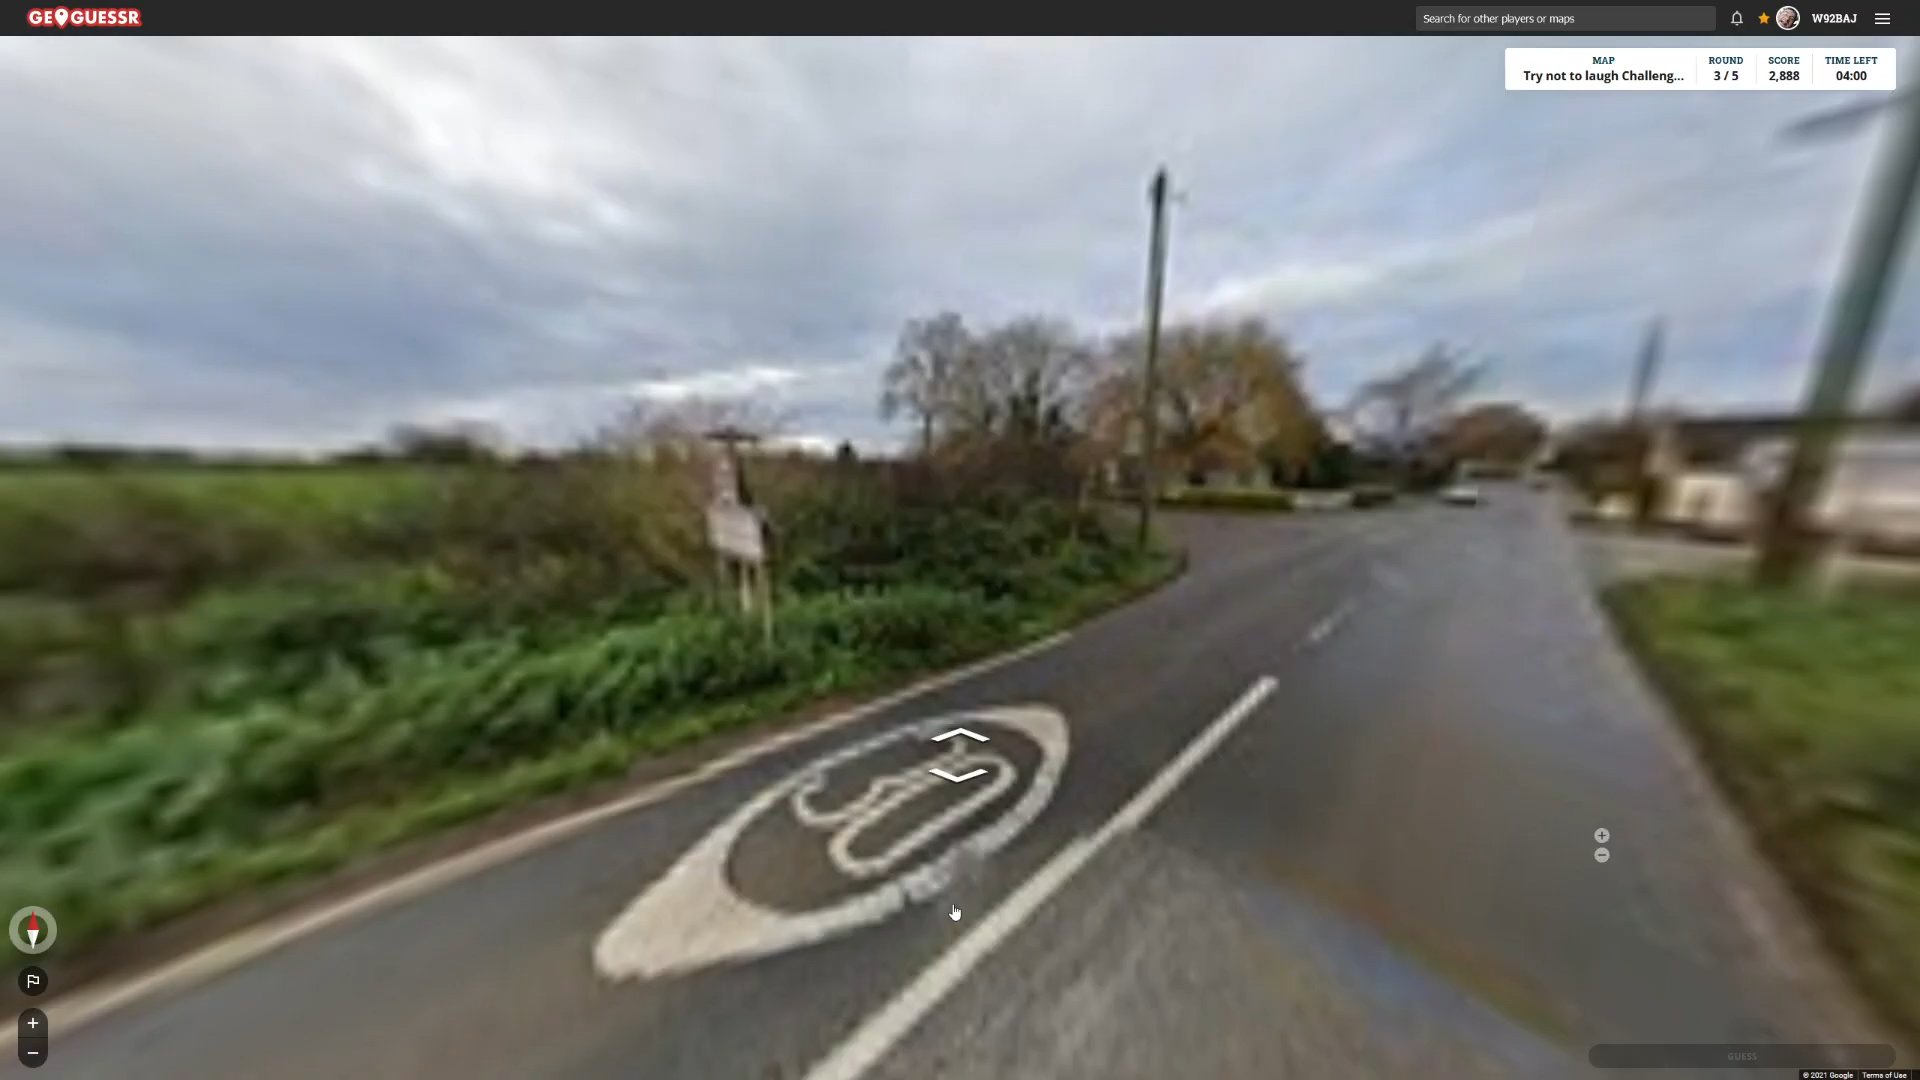 GEOGUESSR
Search for other players or maps
W92BAJ
MAP
ROUND
SCORE
TIME LEFT
Try not to laugh Challeng...
3 / 5
2,888
04:00
30
GUESS
© 2021 Google
Terms of Use